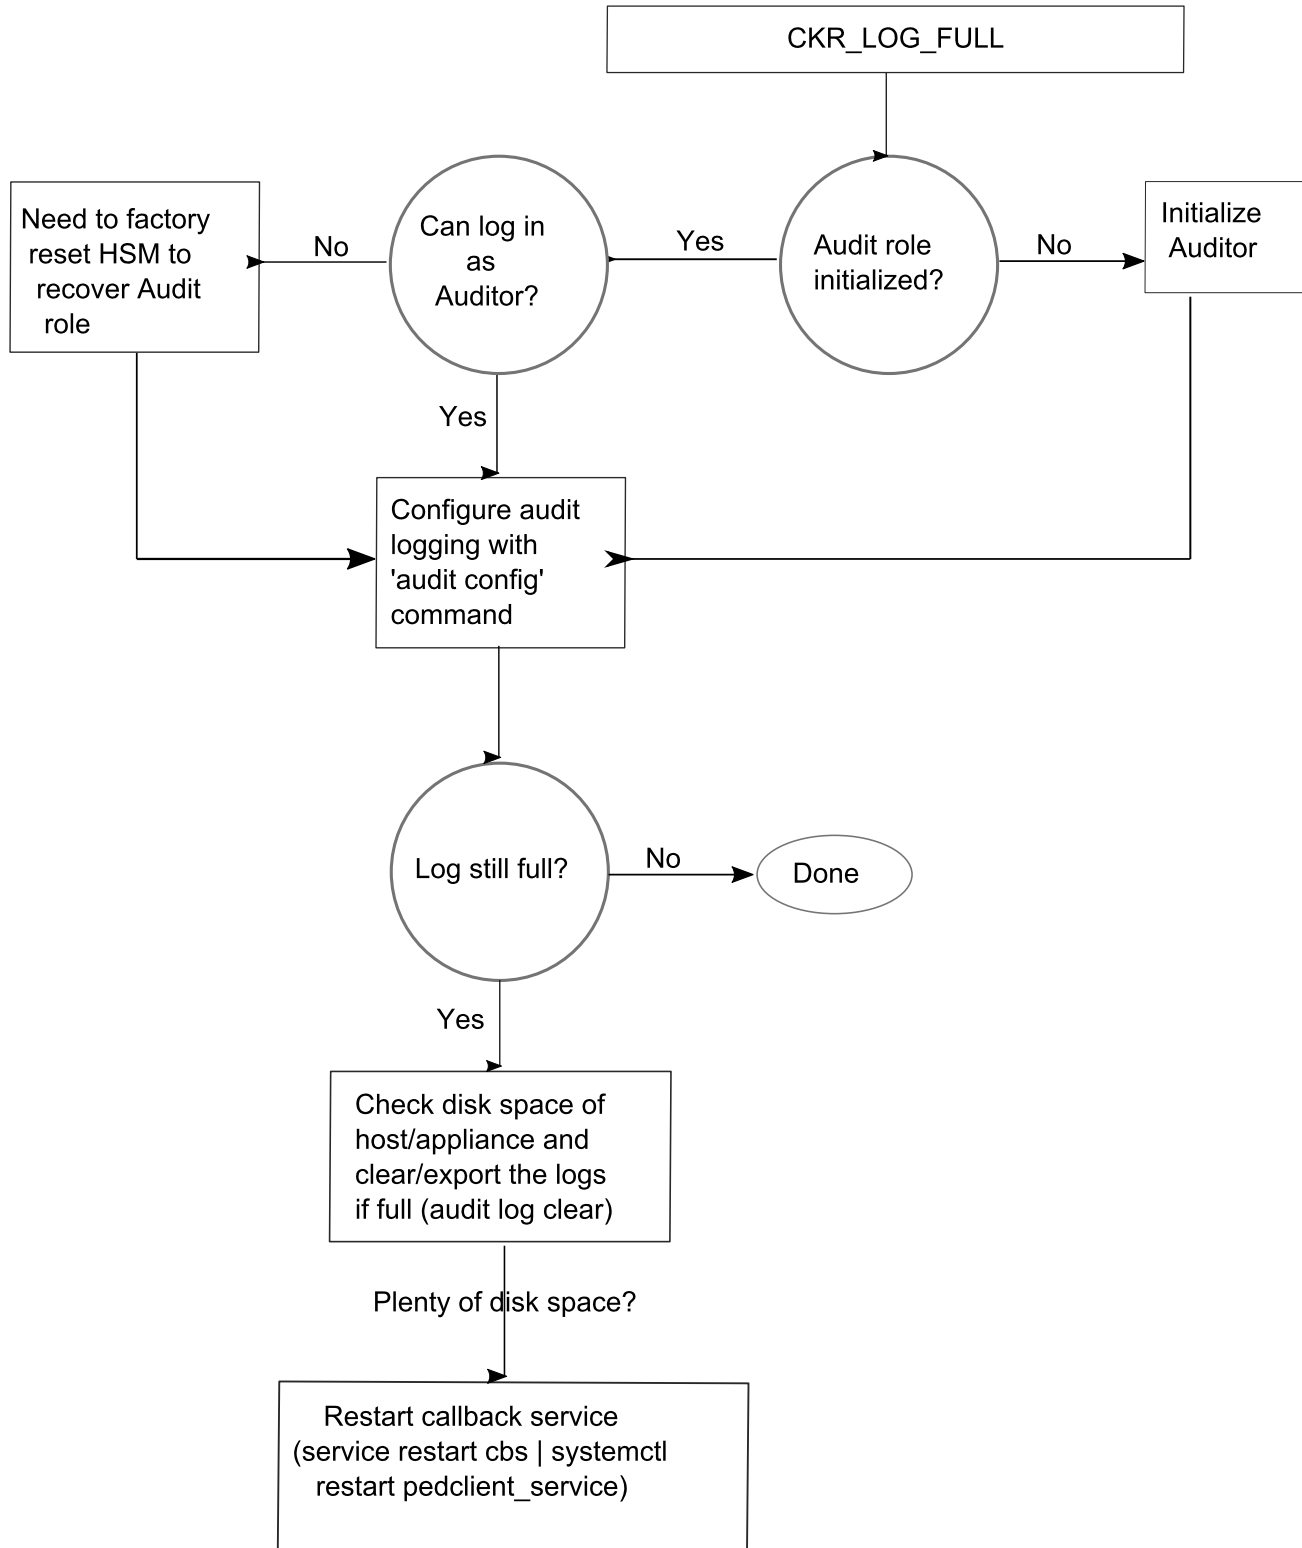 CKR_LOG_FULL
Need to factory
reset HSM to
recover Audit
role
No
Can log in
as
Auditor?
Yes
Audit role
initialized?
No
Initialize
Auditor
Yes
Configure audit
logging with
'audit config'
command
Log still full?
No
Done
Yes
Check disk space of
host/appliance and
clear/export the logs
if full (audit log clear)
Plenty of disk space?
Restart callback service
(service restart cbs | systemctl
restart pedclient_service)